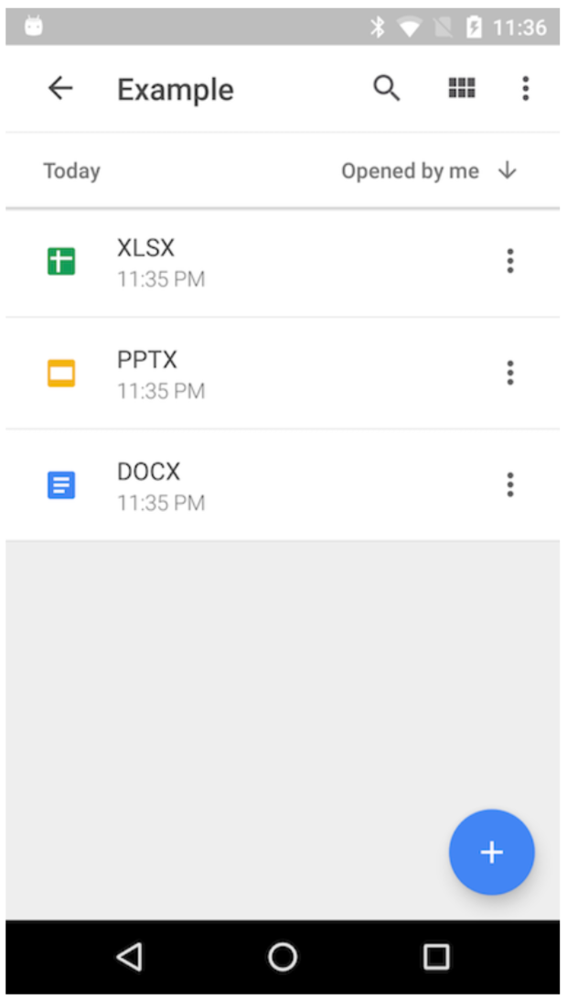 11:36
Example
Today Opened by me
XLSX
11:35 PM
PPTX
11:35 PM
DOCX
11:35 PM